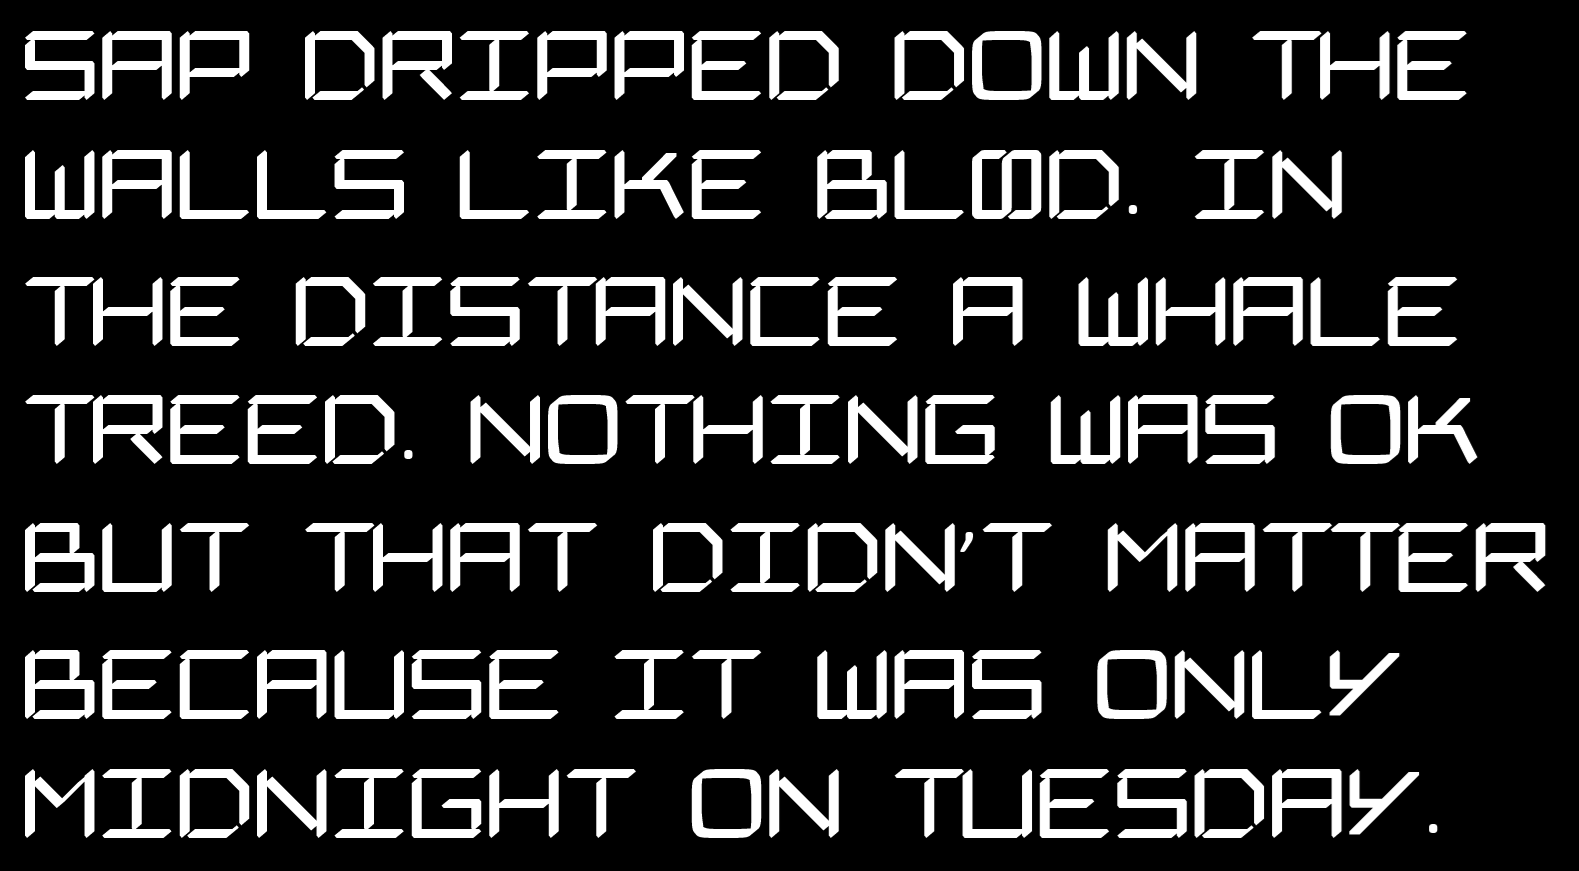 SAP DRIPPED DOWN THE
WALLS LIKE BLOOD. IN
THE DISTANCE A WHALE
TREED. NOTHING WAS OK
BUT THAT DIDN'T MATTER
BECAUSE IT WAS ONLY
MIDNIGHT ON TUESDAY.